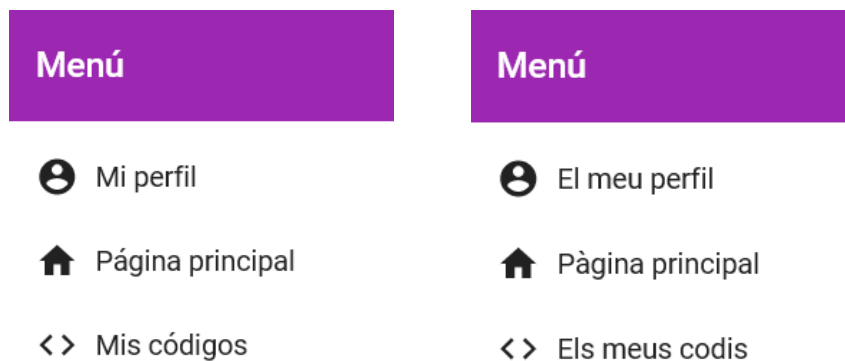 Menú
Mi perfil
Página principal
Mis códigos
Menú
El meu perfil
Pàgina principal
Els meus codis